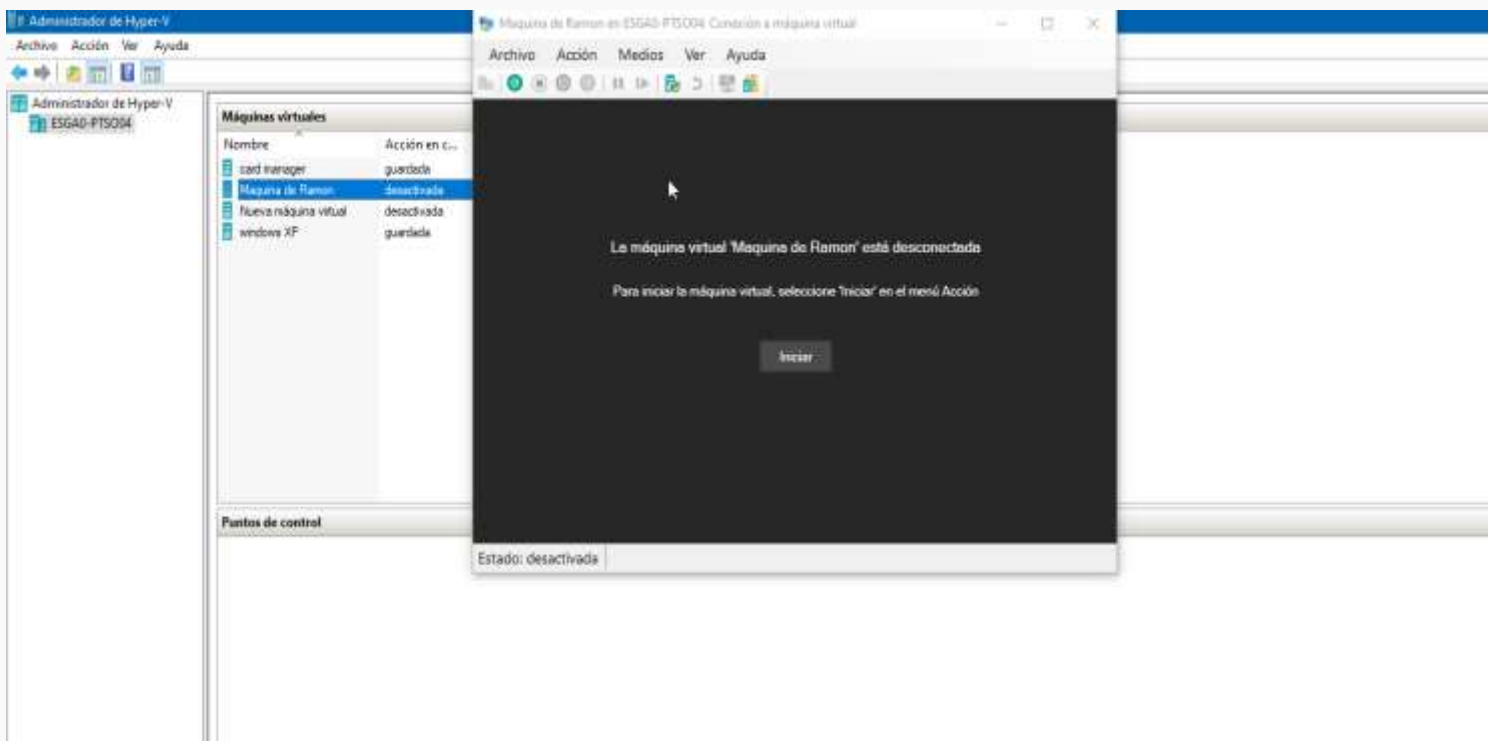 Administrador de Hyper-V
Archivo Acción Ver Ayuda
Administrador de Hyper-V
ESGA0-PTSO04
Máquinas virtuales
Nombre Acción en c...
card manager guardada
Maquina de Ramon desactivada
Nueva máquina virtual desactivada
windows XP guardada
Puntos de control
Maquina de Ramon en ESGA0-PTSO04: Conexión a máquina virtual
Archivo Acción Medios Ver Ayuda
La máquina virtual 'Maquina de Ramon' está desconectada
Para iniciar la máquina virtual, seleccione 'Iniciar' en el menú Acción
Iniciar
Estado: desactivada